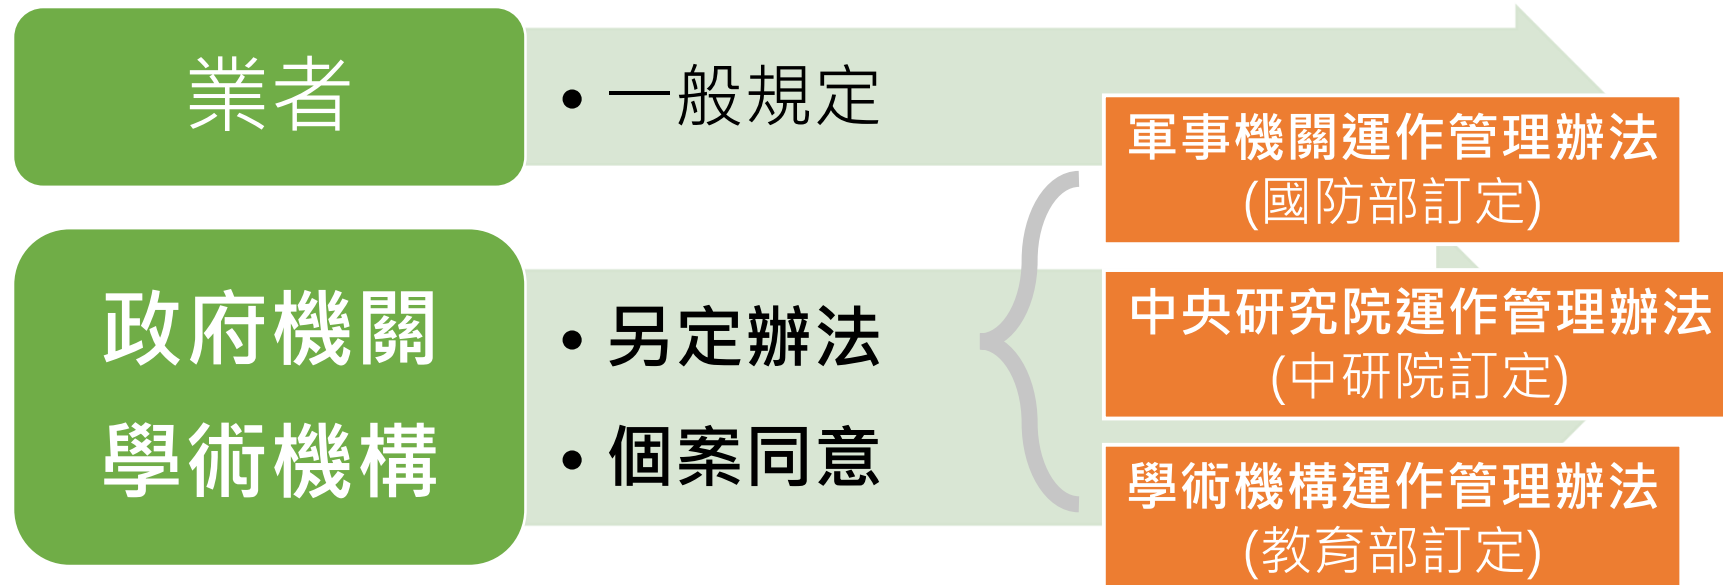 業者
• 一般規定
政府機關
學術機構
• 另定辦法
• 個案同意
軍事機關運作管理辦法
(國防部訂定)
中央研究院運作管理辦法
(中研院訂定)
學術機構運作管理辦法
(教育部訂定)